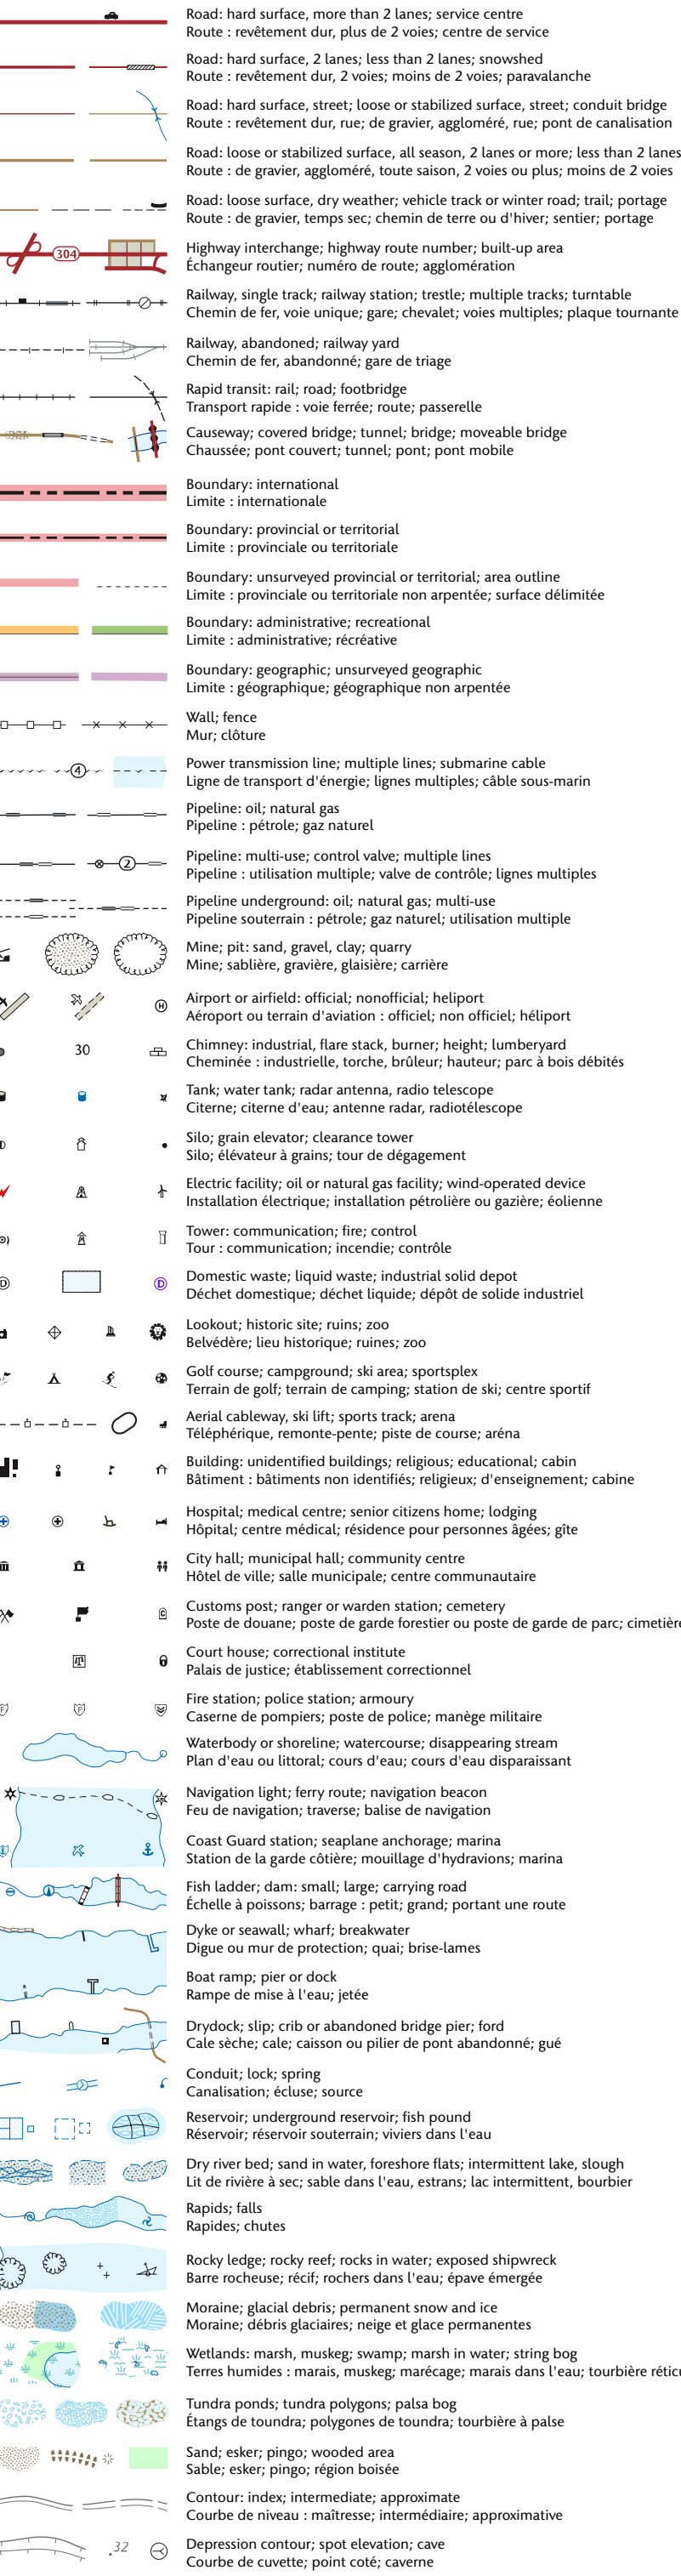 Road: hard surface, more than 2 lanes; service centre
Route : revêtement dur, plus de 2 voies; centre de service
Road: hard surface, 2 lanes; less than 2 lanes; snowshed
Route : revêtement dur, 2 voies; moins de 2 voies; paravalanche
Road: hard surface, street; loose or stabilized surface, street; conduit bridge
Route : revêtement dur, rue; de gravier, aggloméré, rue; pont de canalisation
Road: loose or stabilized surface, all season, 2 lanes or more; less than 2 lanes
Route : de gravier, aggloméré, toute saison, 2 voies ou plus; moins de 2 voies
Road: loose surface, dry weather; vehicle track or winter road; trail; portage
Route : de gravier, temps sec; chemin de terre ou d'hiver; sentier; portage
304
Highway interchange; highway route number; built-up area
Échangeur routier; numéro de route; agglomération
Railway, single track; railway station; trestle; multiple tracks; turntable
Chemin de fer, voie unique; gare; chevalet; voies multiples; plaque tournante
Railway, abandoned; railway yard
Chemin de fer, abandonné; gare de triage
Rapid transit: rail; road; footbridge
Transport rapide : voie ferrée; route; passerelle
Causeway; covered bridge; tunnel; bridge; moveable bridge
Chaussée; pont couvert; tunnel; pont; pont mobile
Boundary: international
Limite : internationale
Boundary: provincial or territorial
Limite : provinciale ou territoriale
Boundary: unsurveyed provincial or territorial; area outline
Limite : provinciale ou territoriale non arpentée; surface délimitée
Boundary: administrative; recreational
Limite : administrative; récréative
Boundary: geographic; unsurveyed geographic
Limite : géographique; géographique non arpentée
Wall; fence
Mur; clôture
4
Power transmission line; multiple lines; submarine cable
Ligne de transport d'énergie; lignes multiples; câble sous-marin
Pipeline: oil; natural gas
Pipeline : pétrole; gaz naturel
2
Pipeline: multi-use; control valve; multiple lines
Pipeline : utilisation multiple; valve de contrôle; lignes multiples
Pipeline underground: oil; natural gas; multi-use
Pipeline souterrain : pétrole; gaz naturel; utilisation multiple
Mine; pit: sand, gravel, clay; quarry
Mine; sablière, gravière, glaisière; carrière
H
Airport or airfield: official; nonofficial; heliport
Aéroport ou terrain d'aviation : officiel; non officiel; héliport
30
Chimney: industrial, flare stack, burner; height; lumberyard
Cheminée : industrielle, torche, brûleur; hauteur; parc à bois débités
Tank; water tank; radar antenna, radio telescope
Citerne; citerne d'eau; antenne radar, radiotélescope
Silo; grain elevator; clearance tower
Silo; élévateur à grains; tour de dégagement
Electric facility; oil or natural gas facility; wind-operated device
Installation électrique; installation pétrolière ou gazière; éolienne
Tower: communication; fire; control
Tour : communication; incendie; contrôle
D D
Domestic waste; liquid waste; industrial solid depot
Déchet domestique; déchet liquide; dépôt de solide industriel
Lookout; historic site; ruins; zoo
Belvédère; lieu historique; ruines; zoo
Golf course; campground; ski area; sportsplex
Terrain de golf; terrain de camping; station de ski; centre sportif
Aerial cableway, ski lift; sports track; arena
Téléphérique, remonte-pente; piste de course; aréna
Building: unidentified buildings; religious; educational; cabin
Bâtiment : bâtiments non identifiés; religieux; d'enseignement; cabine
Hospital; medical centre; senior citizens home; lodging
Hôpital; centre médical; résidence pour personnes âgées; gîte
City hall; municipal hall; community centre
Hôtel de ville; salle municipale; centre communautaire
C
Customs post; ranger or warden station; cemetery
Poste de douane; poste de garde forestier ou poste de garde de parc; cimetière
Court house; correctional institute
Palais de justice; établissement correctionnel
F P
Fire station; police station; armoury
Caserne de pompiers; poste de police; manège militaire
Waterbody or shoreline; watercourse; disappearing stream
Plan d'eau ou littoral; cours d'eau; cours d'eau disparaissant
Navigation light; ferry route; navigation beacon
Feu de navigation; traverse; balise de navigation
Coast Guard station; seaplane anchorage; marina
Station de la garde côtière; mouillage d'hydravions; marina
Fish ladder; dam: small; large; carrying road
Échelle à poissons; barrage : petit; grand; portant une route
Dyke or seawall; wharf; breakwater
Digue ou mur de protection; quai; brise-lames
Boat ramp; pier or dock
Rampe de mise à l'eau; jetée
Drydock; slip; crib or abandoned bridge pier; ford
Cale sèche; cale; caisson ou pilier de pont abandonné; gué
Conduit; lock; spring
Canalisation; écluse; source
Reservoir; underground reservoir; fish pound
Réservoir; réservoir souterrain; viviers dans l'eau
Dry river bed; sand in water, foreshore flats; intermittent lake, slough
Lit de rivière à sec; sable dans l'eau, estrans; lac intermittent, bourbier
Rapids; falls
Rapides; chutes
Rocky ledge; rocky reef; rocks in water; exposed shipwreck
Barre rocheuse; récif; rochers dans l'eau; épave émergée
Moraine; glacial debris; permanent snow and ice
Moraine; débris glaciaires; neige et glace permanentes
Wetlands: marsh, muskeg; swamp; marsh in water; string bog
Terres humides : marais, muskeg; marécage; marais dans l'eau; tourbière
Tundra ponds; tundra polygons; palsa bog
Étangs de toundra; polygones de toundra; tourbière à palse
Sand; esker; pingo; wooded area
Sable; esker; pingo; région boisée
Contour: index; intermediate; approximate
Courbe de niveau : maîtresse; intermédiaire; approximative
.32
Depression contour; spot elevation; cave
Courbe de cuvette; point coté; caverne